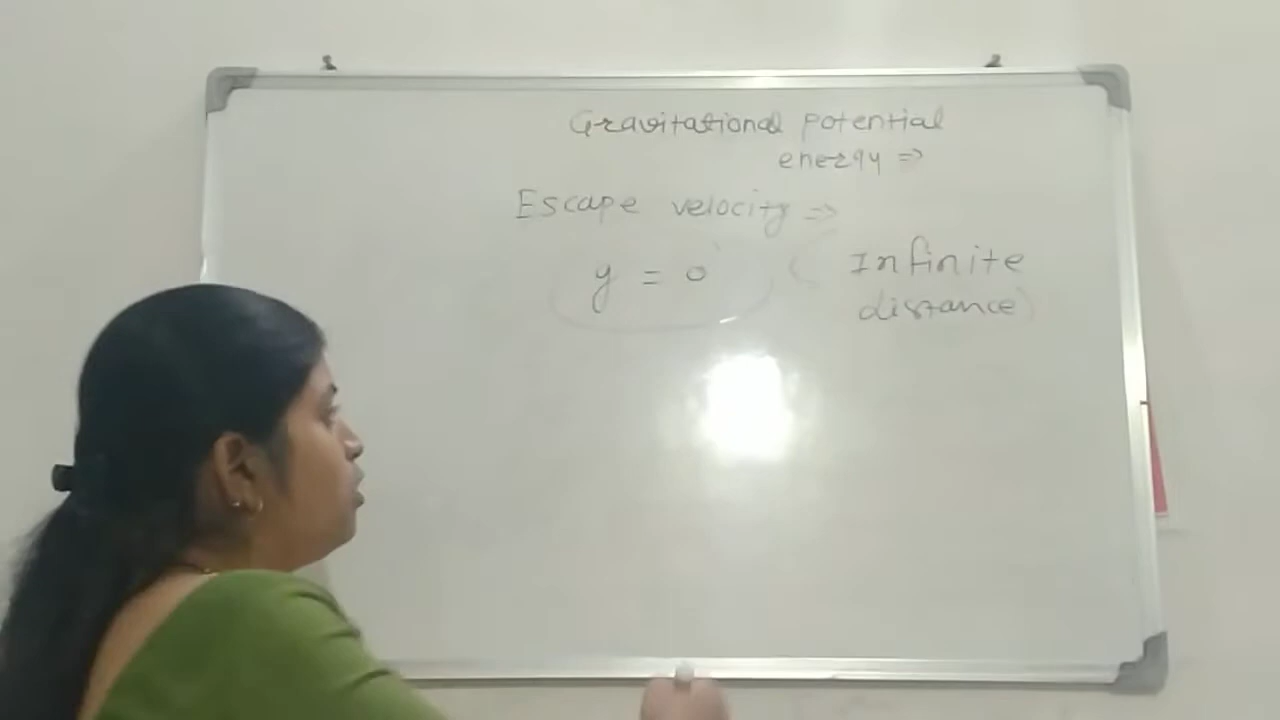 Gravitational potential
energy =>
Escape velocity =>
y = 0 ( Infinite
distance)